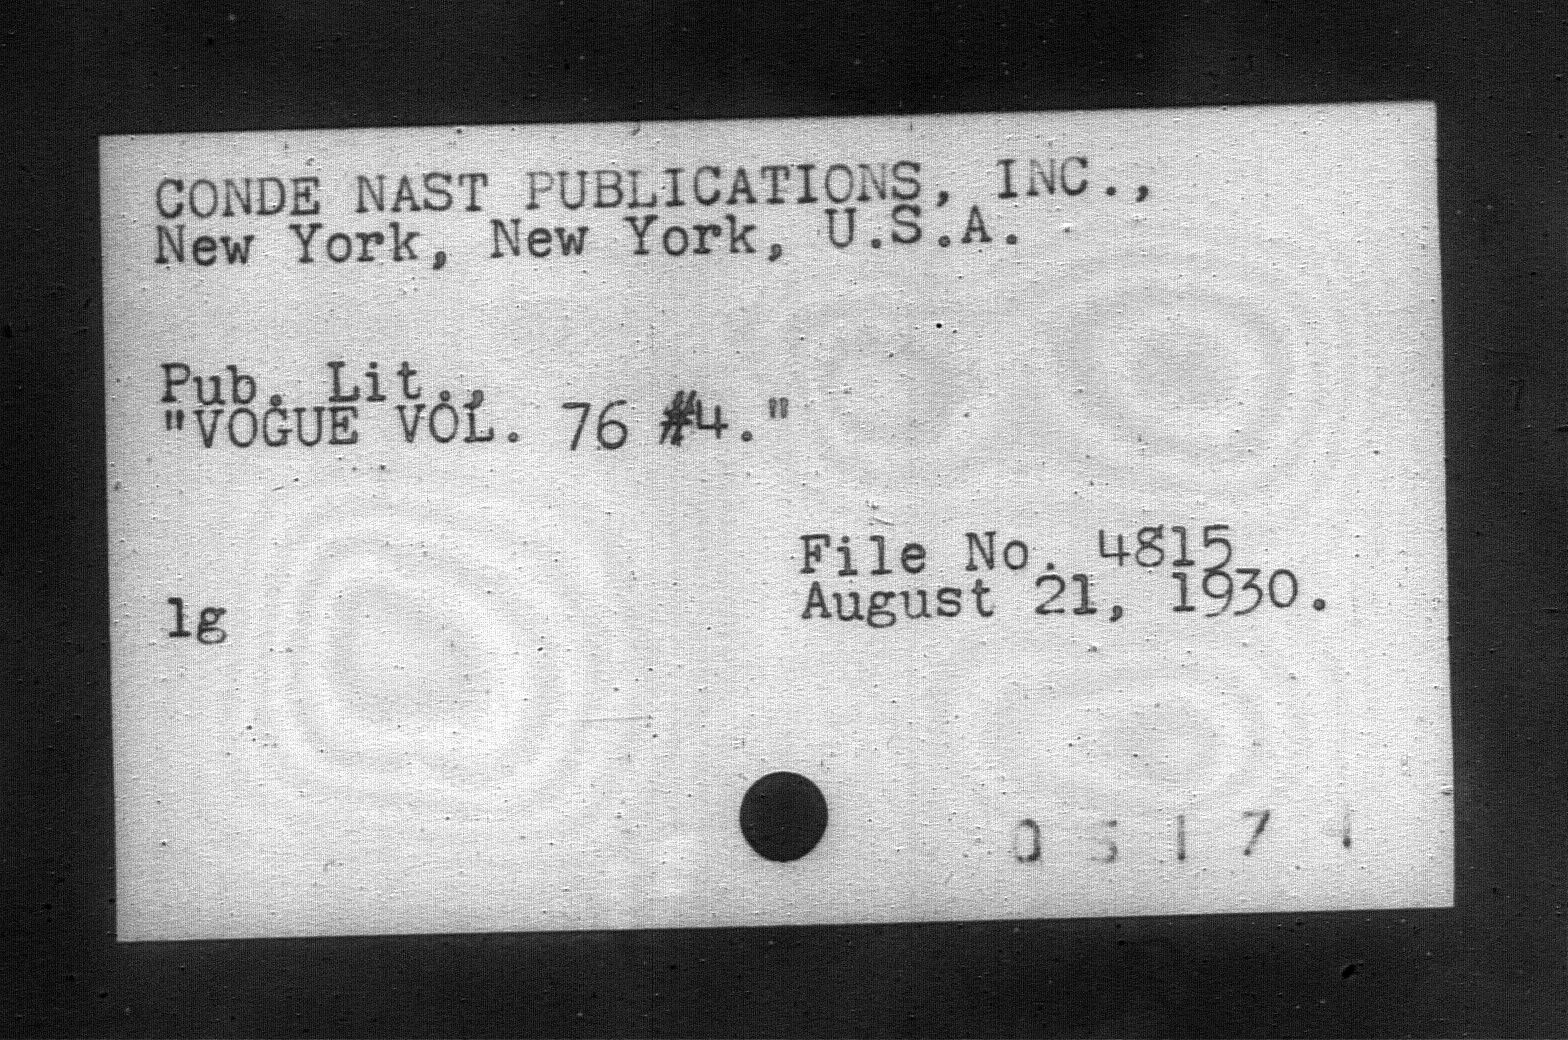 CONDE NAST PUBLICATIONS, INC.,
New York, New York, U.S.A.
Pub. Lit.,
"VOGUE VOL. 76 #4."
File No. 4815
August 21, 1930.
lg